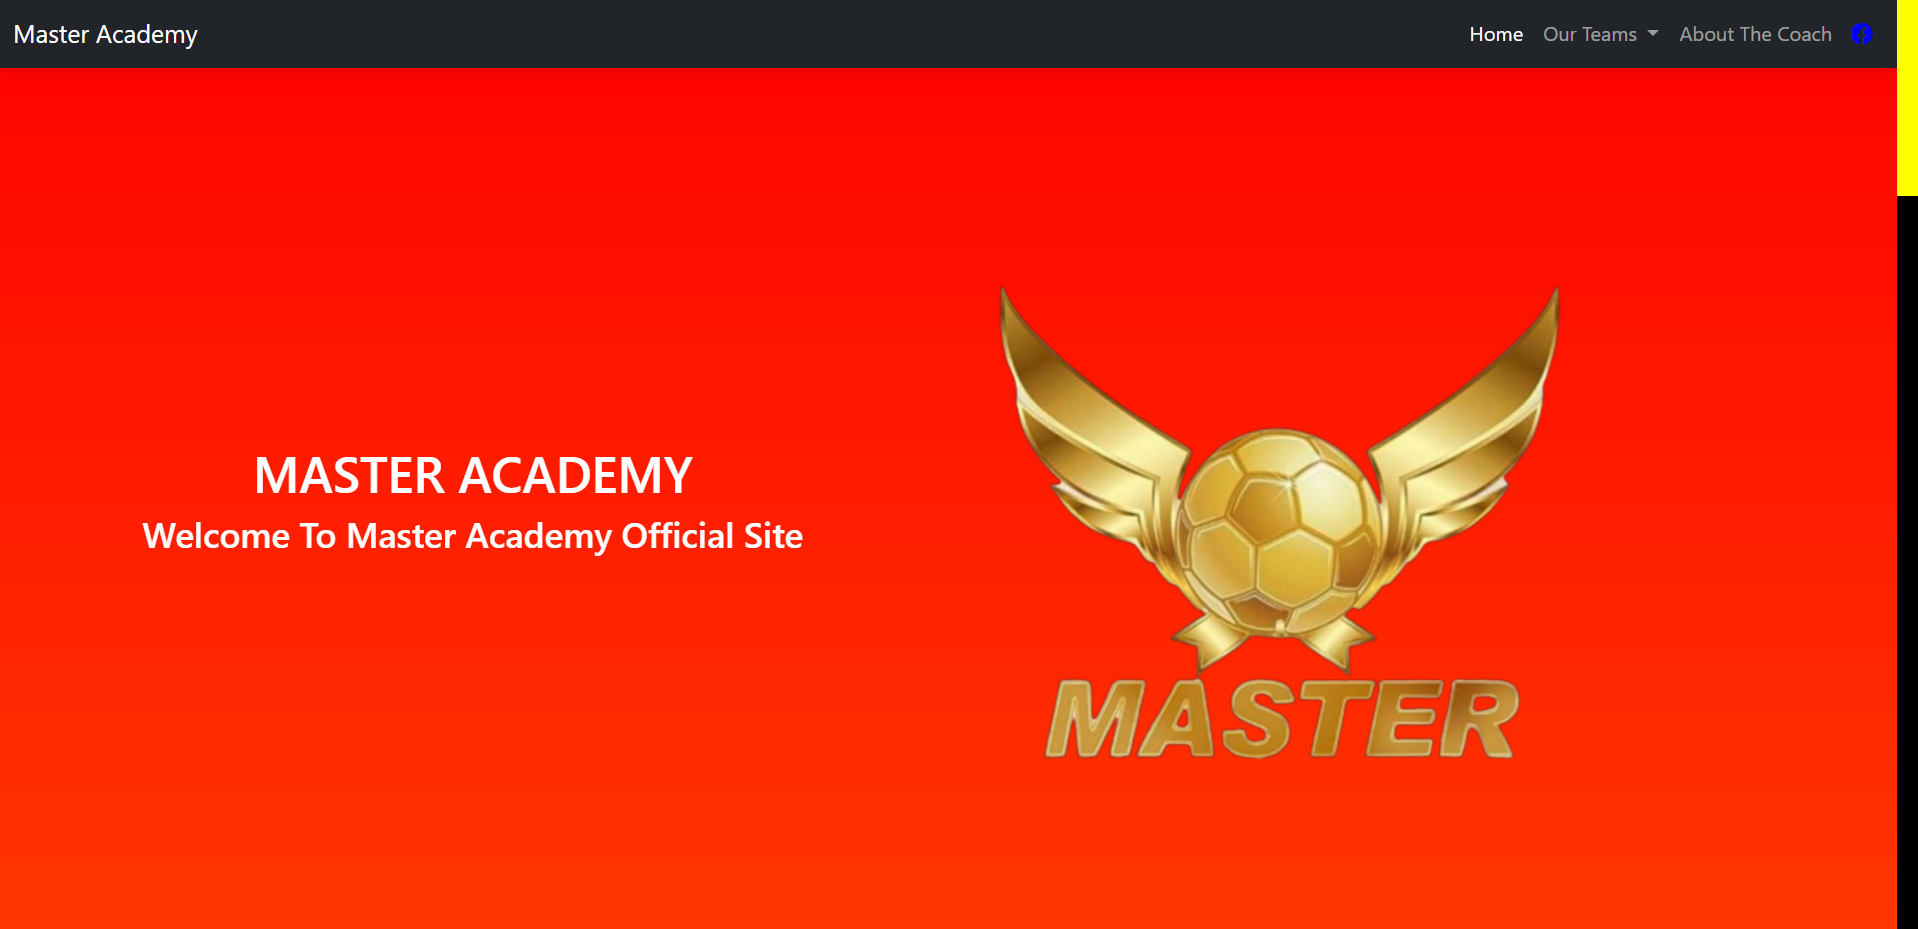 Master Academy
Home
Our Teams
About The Coach
MASTER ACADEMY
Welcome To Master Academy Official Site
MASTER